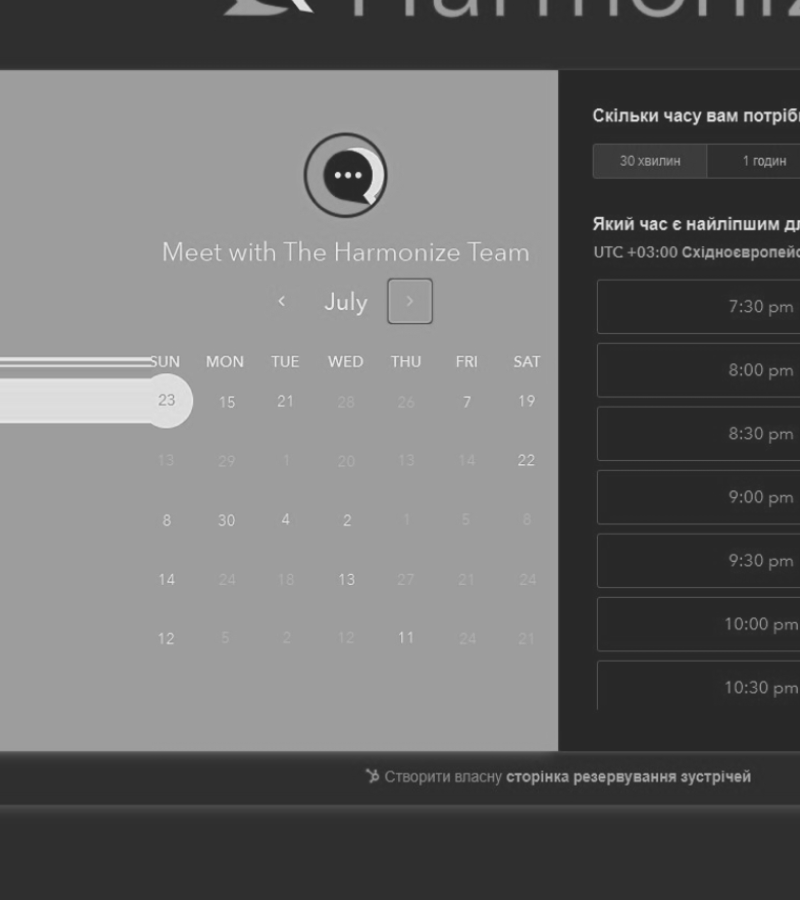 Harmoniz
Meet with The Harmonize Team
July
SUN MON TUE WED THU FRI SAT
23 15 21 28 26 7 19
13 29 1 20 13 14 22
8 30 4 2 1 5 8
14 24 18 13 27 21 24
12 5 2 12 11 24 21
Скільки часу вам потріб
30 хвилин 1 годин
Який час є найліпшим д
UTC +03:00 Східноєвропейс
7:30 pm
8:00 pm
8:30 pm
9:00 pm
9:30 pm
10:00 pm
10:30 pm
Створити власну сторінка резервування зустрічей